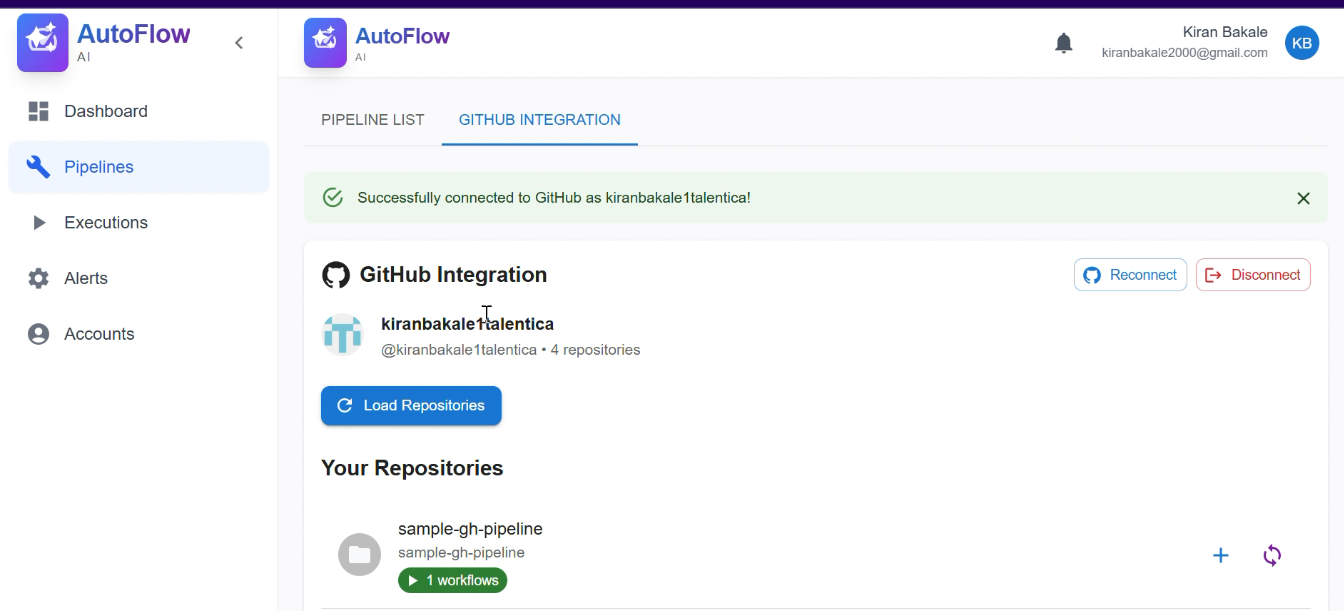 AutoFlow
AI
Dashboard
Pipelines
Executions
Alerts
Accounts
AutoFlow
AI
Kiran Bakale
kiranbakale2000@gmail.com
KB
PIPELINE LIST
GITHUB INTEGRATION
Successfully connected to GitHub as kiranbakale1talentica!
GitHub Integration
Reconnect
Disconnect
kiranbakale1talentica
@kiranbakale1talentica • 4 repositories
Load Repositories
Your Repositories
sample-gh-pipeline
sample-gh-pipeline
1 workflows